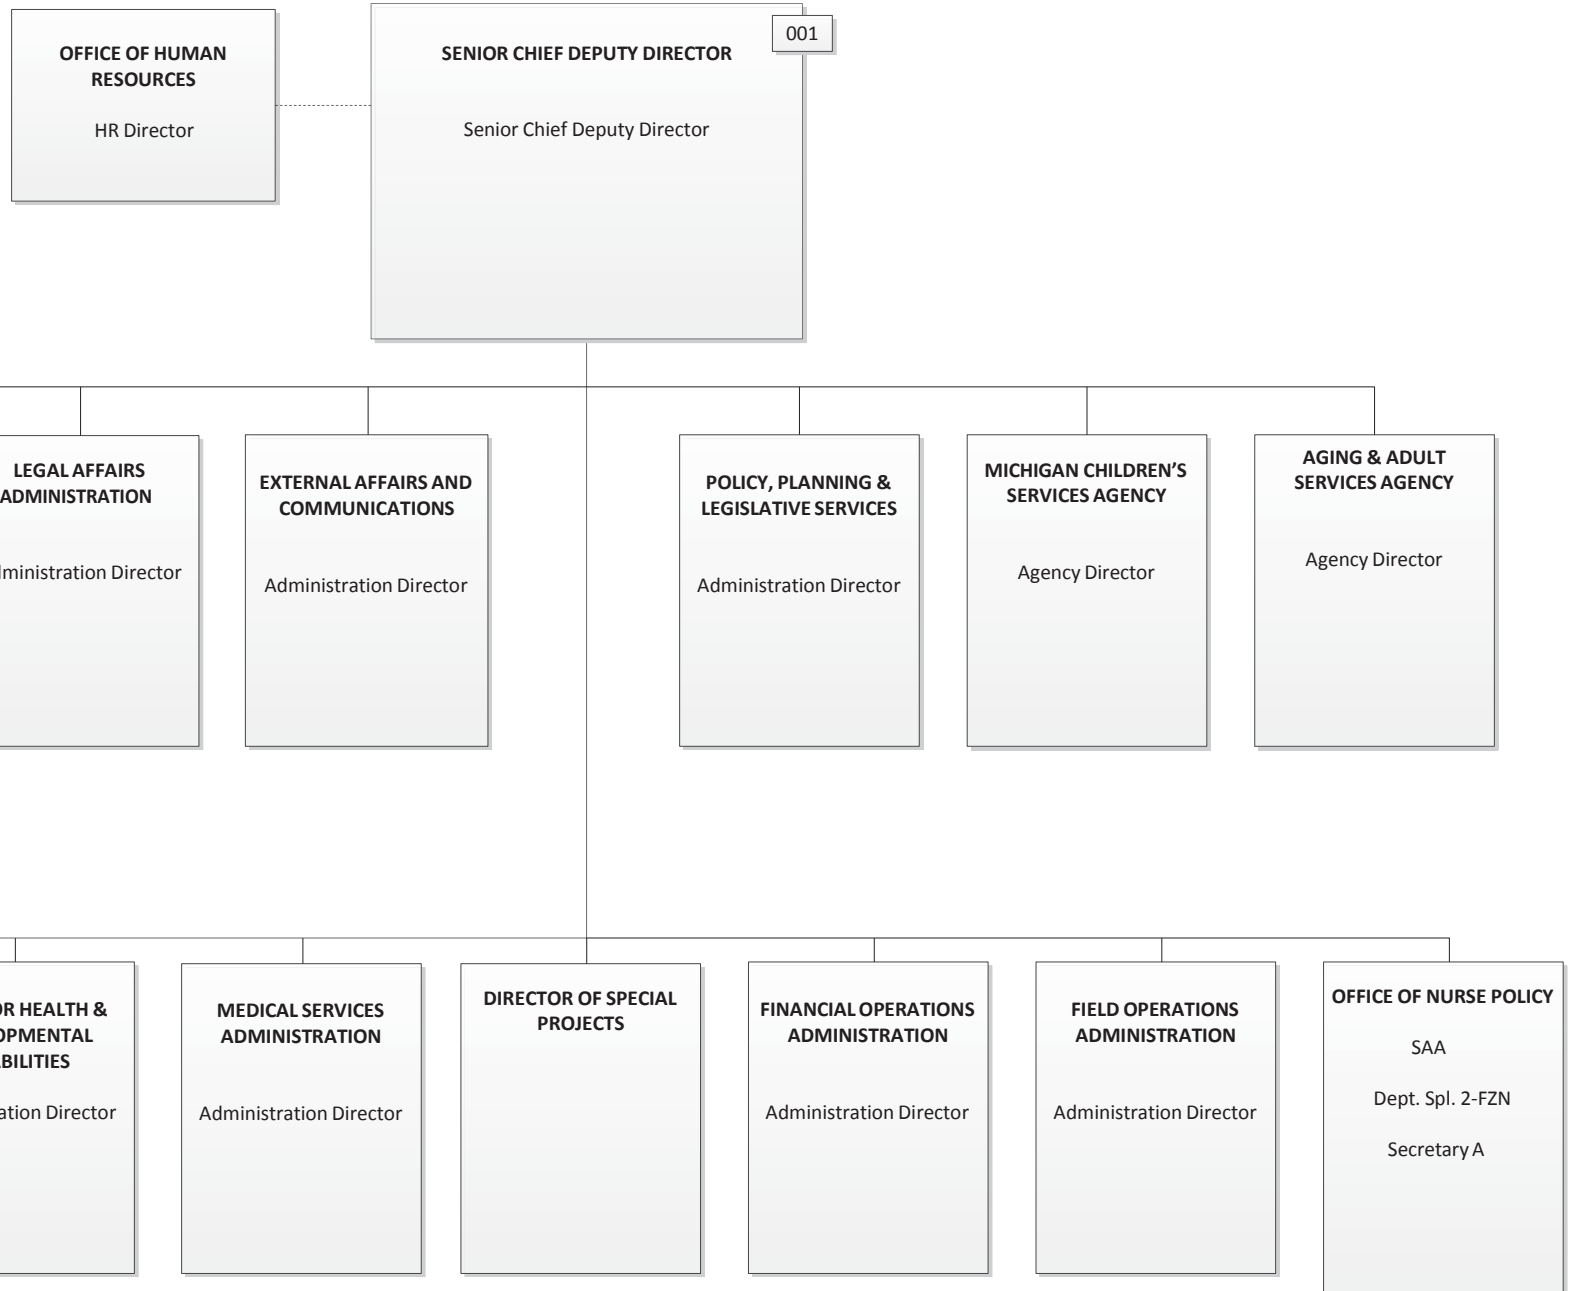 OFFICE OF HUMAN
RESOURCES
HR Director
001
SENIOR CHIEF DEPUTY DIRECTOR
Senior Chief Deputy Director
LEGAL AFFAIRS
ADMINISTRATION
Director
EXTERNAL AFFAIRS AND
COMMUNICATIONS
Administration Director
POLICY, PLANNING &
LEGISLATIVE SERVICES
Administration Director
MICHIGAN CHILDREN'S
SERVICES AGENCY
Agency Director
AGING & ADULT
SERVICES AGENCY
Agency Director
HEALTH &
Director
MEDICAL SERVICES
ADMINISTRATION
Administration Director
DIRECTOR OF SPECIAL
PROJECTS
FINANCIAL OPERATIONS
ADMINISTRATION
Administration Director
FIELD OPERATIONS
ADMINISTRATION
Administration Director
OFFICE OF NURSE POLICY
SAA
Dept. Spl. 2-FZN
Secretary A